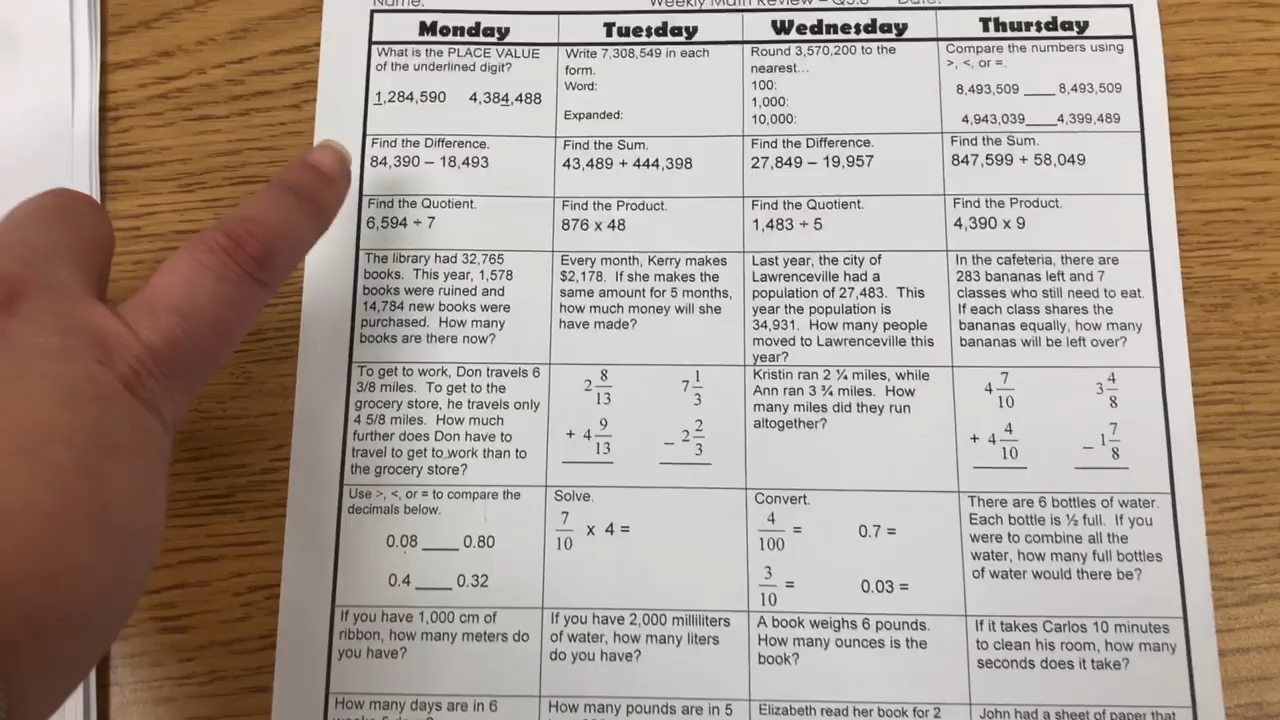 Name:
Weekly Math Review – Q3:6 Date:
Monday
Tuesday
Wednesday
Thursday
What is the PLACE VALUE
of the underlined digit?
1,284,590 4,384,488
Write 7,308,549 in each
form.
Word:
Expanded:
Round 3,570,200 to the
nearest…
100:
1,000:
10,000:
Compare the numbers using
>, <, or =.
8,493,509 ____ 8,493,509
4,943,039____4,399,489
Find the Difference.
84,390 – 18,493
Find the Sum.
43,489 + 444,398
Find the Difference.
27,849 – 19,957
Find the Sum.
847,599 + 58,049
Find the Quotient.
6,594 ÷ 7
Find the Product.
876 x 48
Find the Quotient.
1,483 ÷ 5
Find the Product.
4,390 x 9
The library had 32,765
books. This year, 1,578
books were ruined and
14,784 new books were
purchased. How many
books are there now?
Every month, Kerry makes
$2,178. If she makes the
same amount for 5 months,
how much money will she
have made?
Last year, the city of
Lawrenceville had a
population of 27,483. This
year the population is
34,931. How many people
moved to Lawrenceville this
year?
In the cafeteria, there are
283 bananas left and 7
classes who still need to eat.
If each class shares the
bananas equally, how many
bananas will be left over?
To get to work, Don travels 6
3/8 miles. To get to the
grocery store, he travels only
4 5/8 miles. How much
further does Don have to
travel to get to work than to
the grocery store?
2 8/13 7 1/3
+ 4 9/13 – 2 2/3
Kristin ran 2 ¼ miles, while
Ann ran 3 ¾ miles. How
many miles did they run
altogether?
4 7/10 3 4/8
+ 4 4/10 – 1 7/8
Use >, <, or = to compare the
decimals below.
0.08 ____ 0.80
0.4 ____ 0.32
Solve.
7/10 x 4 =
Convert.
4/100 = 0.7 =
3/10 = 0.03 =
There are 6 bottles of water.
Each bottle is ½ full. If you
were to combine all the
water, how many full bottles
of water would there be?
If you have 1,000 cm of
ribbon, how many meters do
you have?
If you have 2,000 milliliters
of water, how many liters
do you have?
A book weighs 6 pounds.
How many ounces is the
book?
If it takes Carlos 10 minutes
to clean his room, how many
seconds does it take?
How many days are in 6
How many pounds are in 5
Elizabeth read her book for 2
John had a sheet of paper that